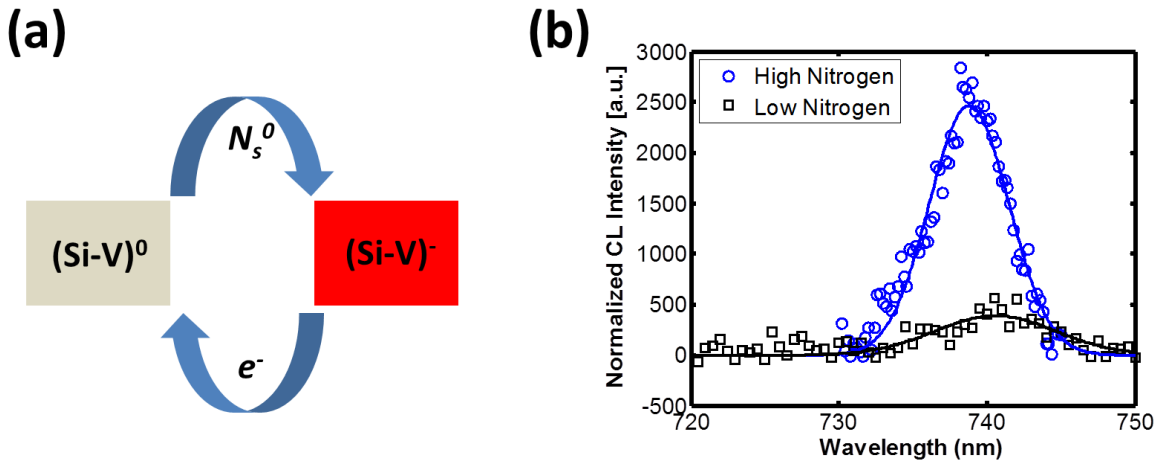 (a)
N_s^0
(Si-V)^0
(Si-V)^-
e^-
(b)
Normalized CL Intensity [a.u.]
3000
2500
2000
1500
1000
500
0
-500
High Nitrogen
Low Nitrogen
720
730
740
750
Wavelength (nm)